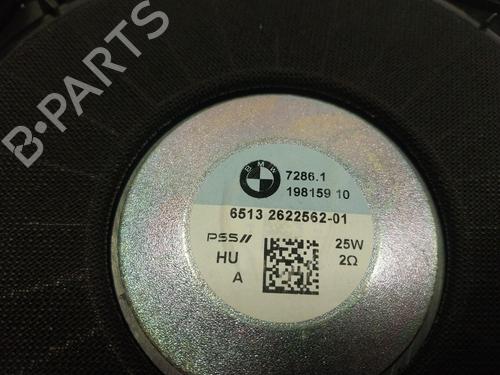 B-PARTS
BMW
7286.1
198159 10
6513 2622562-01
PSS//
25W
HU
2Ω
A